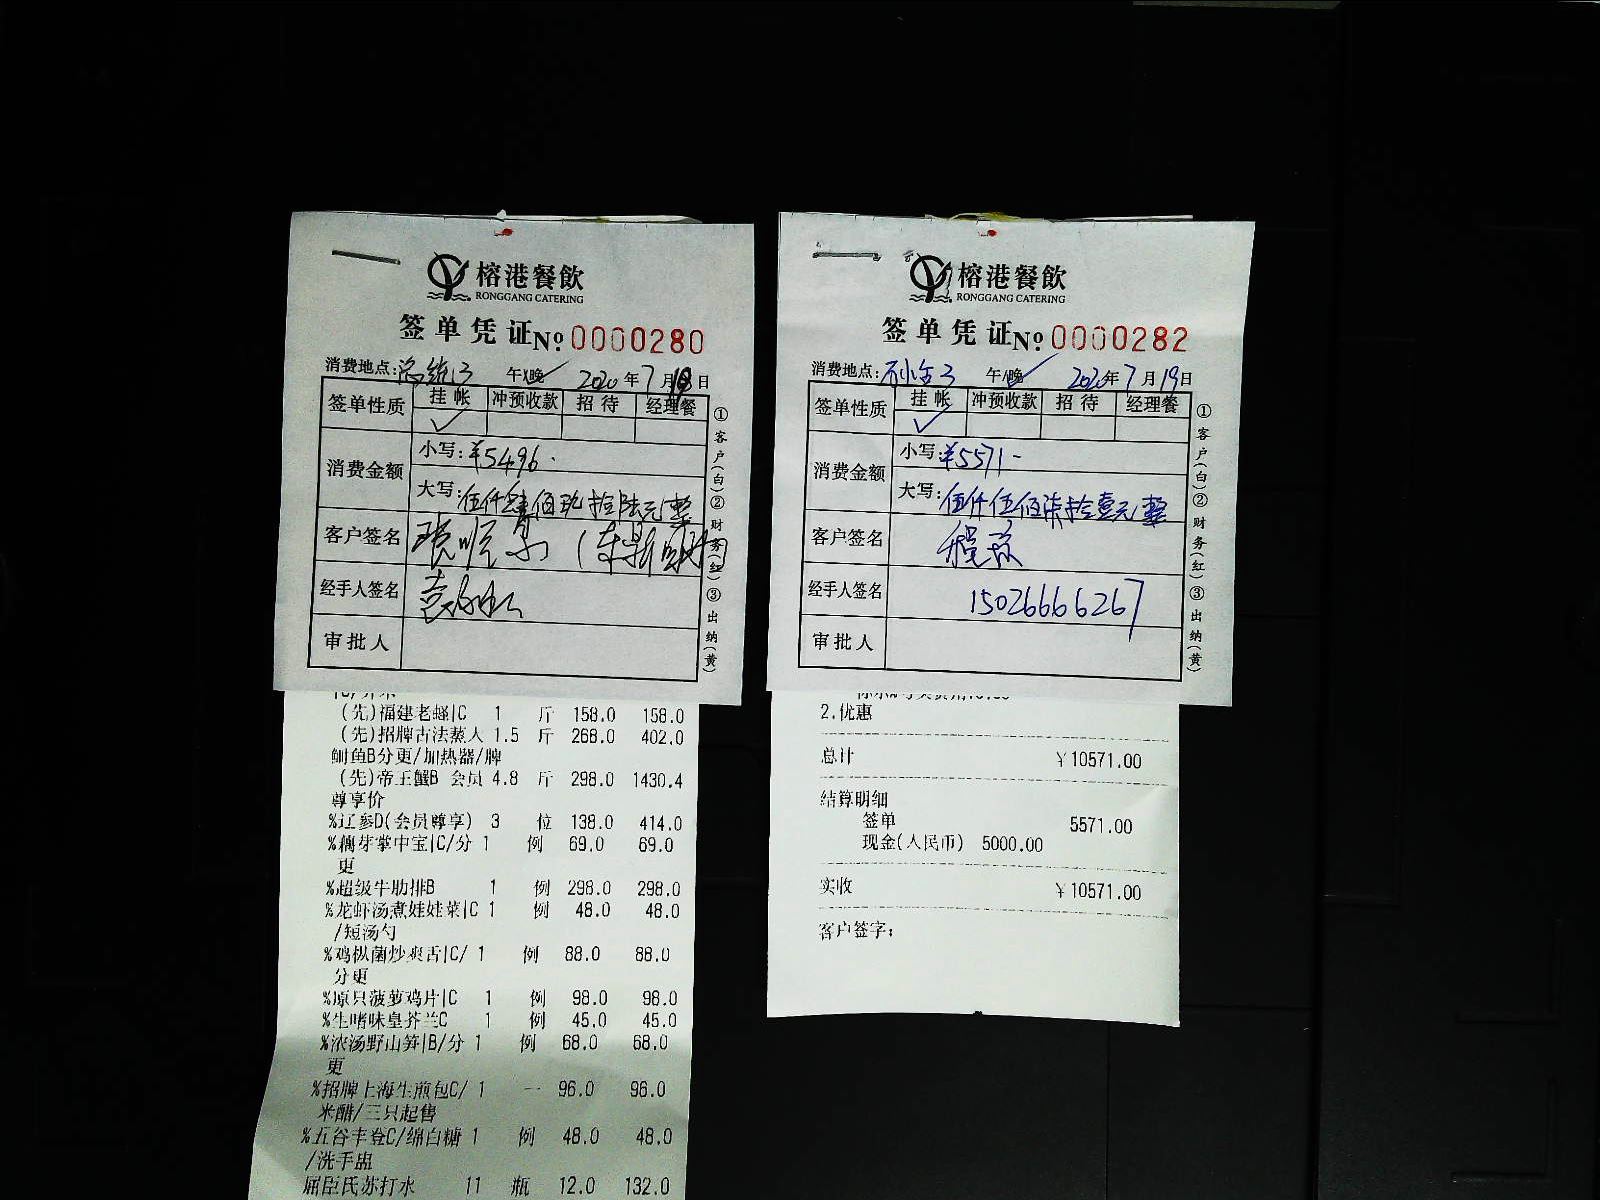 榕港餐飲
RONGGANG CATERING
签单凭证 No 0000280
消费地点: 总统3 午/晚 2020年7月18日
签单性质 挂帐 冲预收款 招待 经理餐
消费金额 小写: ¥5496.
大写: 伍仟肆佰玖拾陆元整
客户签名
经手人签名
审批人
①客户(白)②财务(红)③出纳(黄)
(先)福建老螺|C 1 斤 158.0 158.0
(先)招牌古法蒸人 1.5 斤 268.0 402.0
鲥鱼B分更/加热器/牌
(先)帝王蟹B 会员 4.8 斤 298.0 1430.4
尊享价
%辽参D(会员尊享) 3 位 138.0 414.0
%藕芽掌中宝|C/分 1 例 69.0 69.0
更
%超级牛肋排B 1 例 298.0 298.0
%龙虾汤煮娃娃菜|C 1 例 48.0 48.0
/短汤勺
%鸡枞菌炒爽舌|C/ 1 例 88.0 88.0
分更
%原只菠萝鸡片|C 1 例 98.0 98.0
%生啫味皇芥兰C 1 例 45.0 45.0
%浓汤野山笋|B/分 1 例 68.0 68.0
更
%招牌上海生煎包C/ 1 一 96.0 96.0
米醋/三只起售
%五谷丰登C/绵白糖 1 例 48.0 48.0
/洗手盅
屈臣氏苏打水 11 瓶 12.0 132.0
榕港餐飲
RONGGANG CATERING
签单凭证 No 0000282
消费地点: 午/晚 2020年7月19日
签单性质 挂帐 冲预收款 招待 经理餐
消费金额 小写: ¥5571-
大写: 伍仟伍佰柒拾壹元整
客户签名
经手人签名 15026666267
审批人
①客户(白)②财务(红)③出纳(黄)
2.优惠
总计 ¥10571.00
结算明细
签单 5571.00
现金(人民币) 5000.00
实收 ¥10571.00
客户签字: